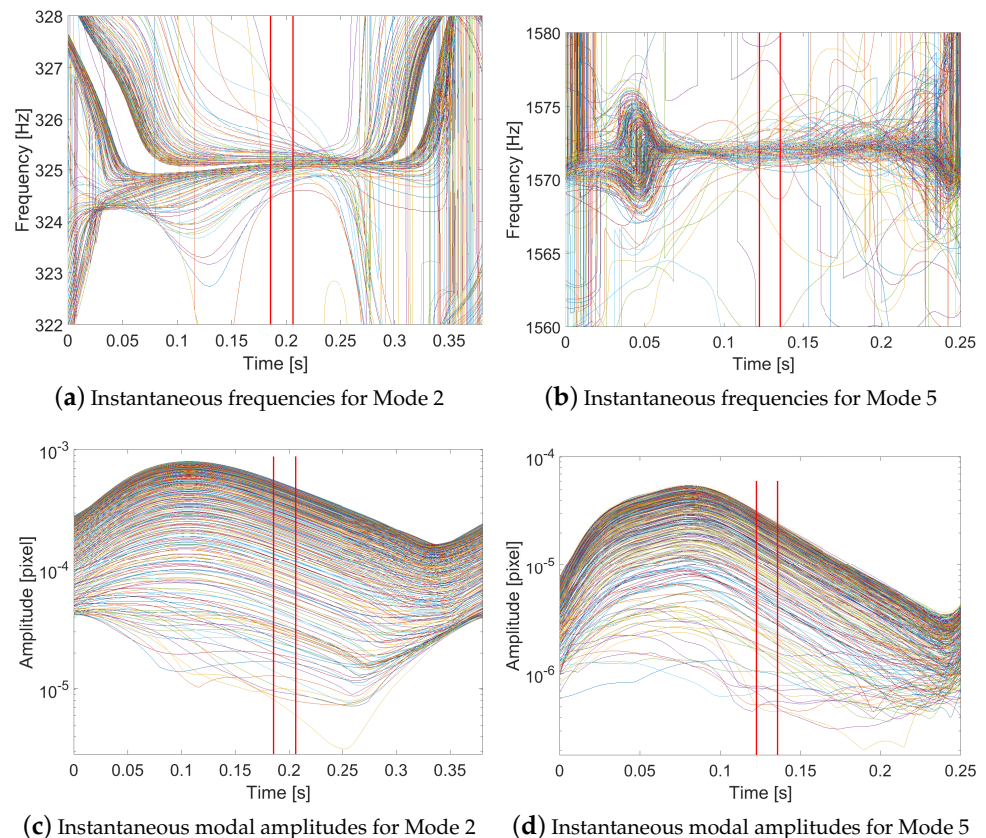 328
327
326
325
324
323
322
Frequency [Hz]
0 0.05 0.1 0.15 0.2 0.25 0.3 0.35
Time [s]
(a) Instantaneous frequencies for Mode 2
1580
1575
1570
1565
1560
Frequency [Hz]
0 0.05 0.1 0.15 0.2 0.25
Time [s]
(b) Instantaneous frequencies for Mode 5
10-3
10-4
10-5
Amplitude [pixel]
0 0.05 0.1 0.15 0.2 0.25 0.3 0.35
Time [s]
(c) Instantaneous modal amplitudes for Mode 2
10-4
10-5
10-6
Amplitude [pixel]
0 0.05 0.1 0.15 0.2 0.25
Time [s]
(d) Instantaneous modal amplitudes for Mode 5